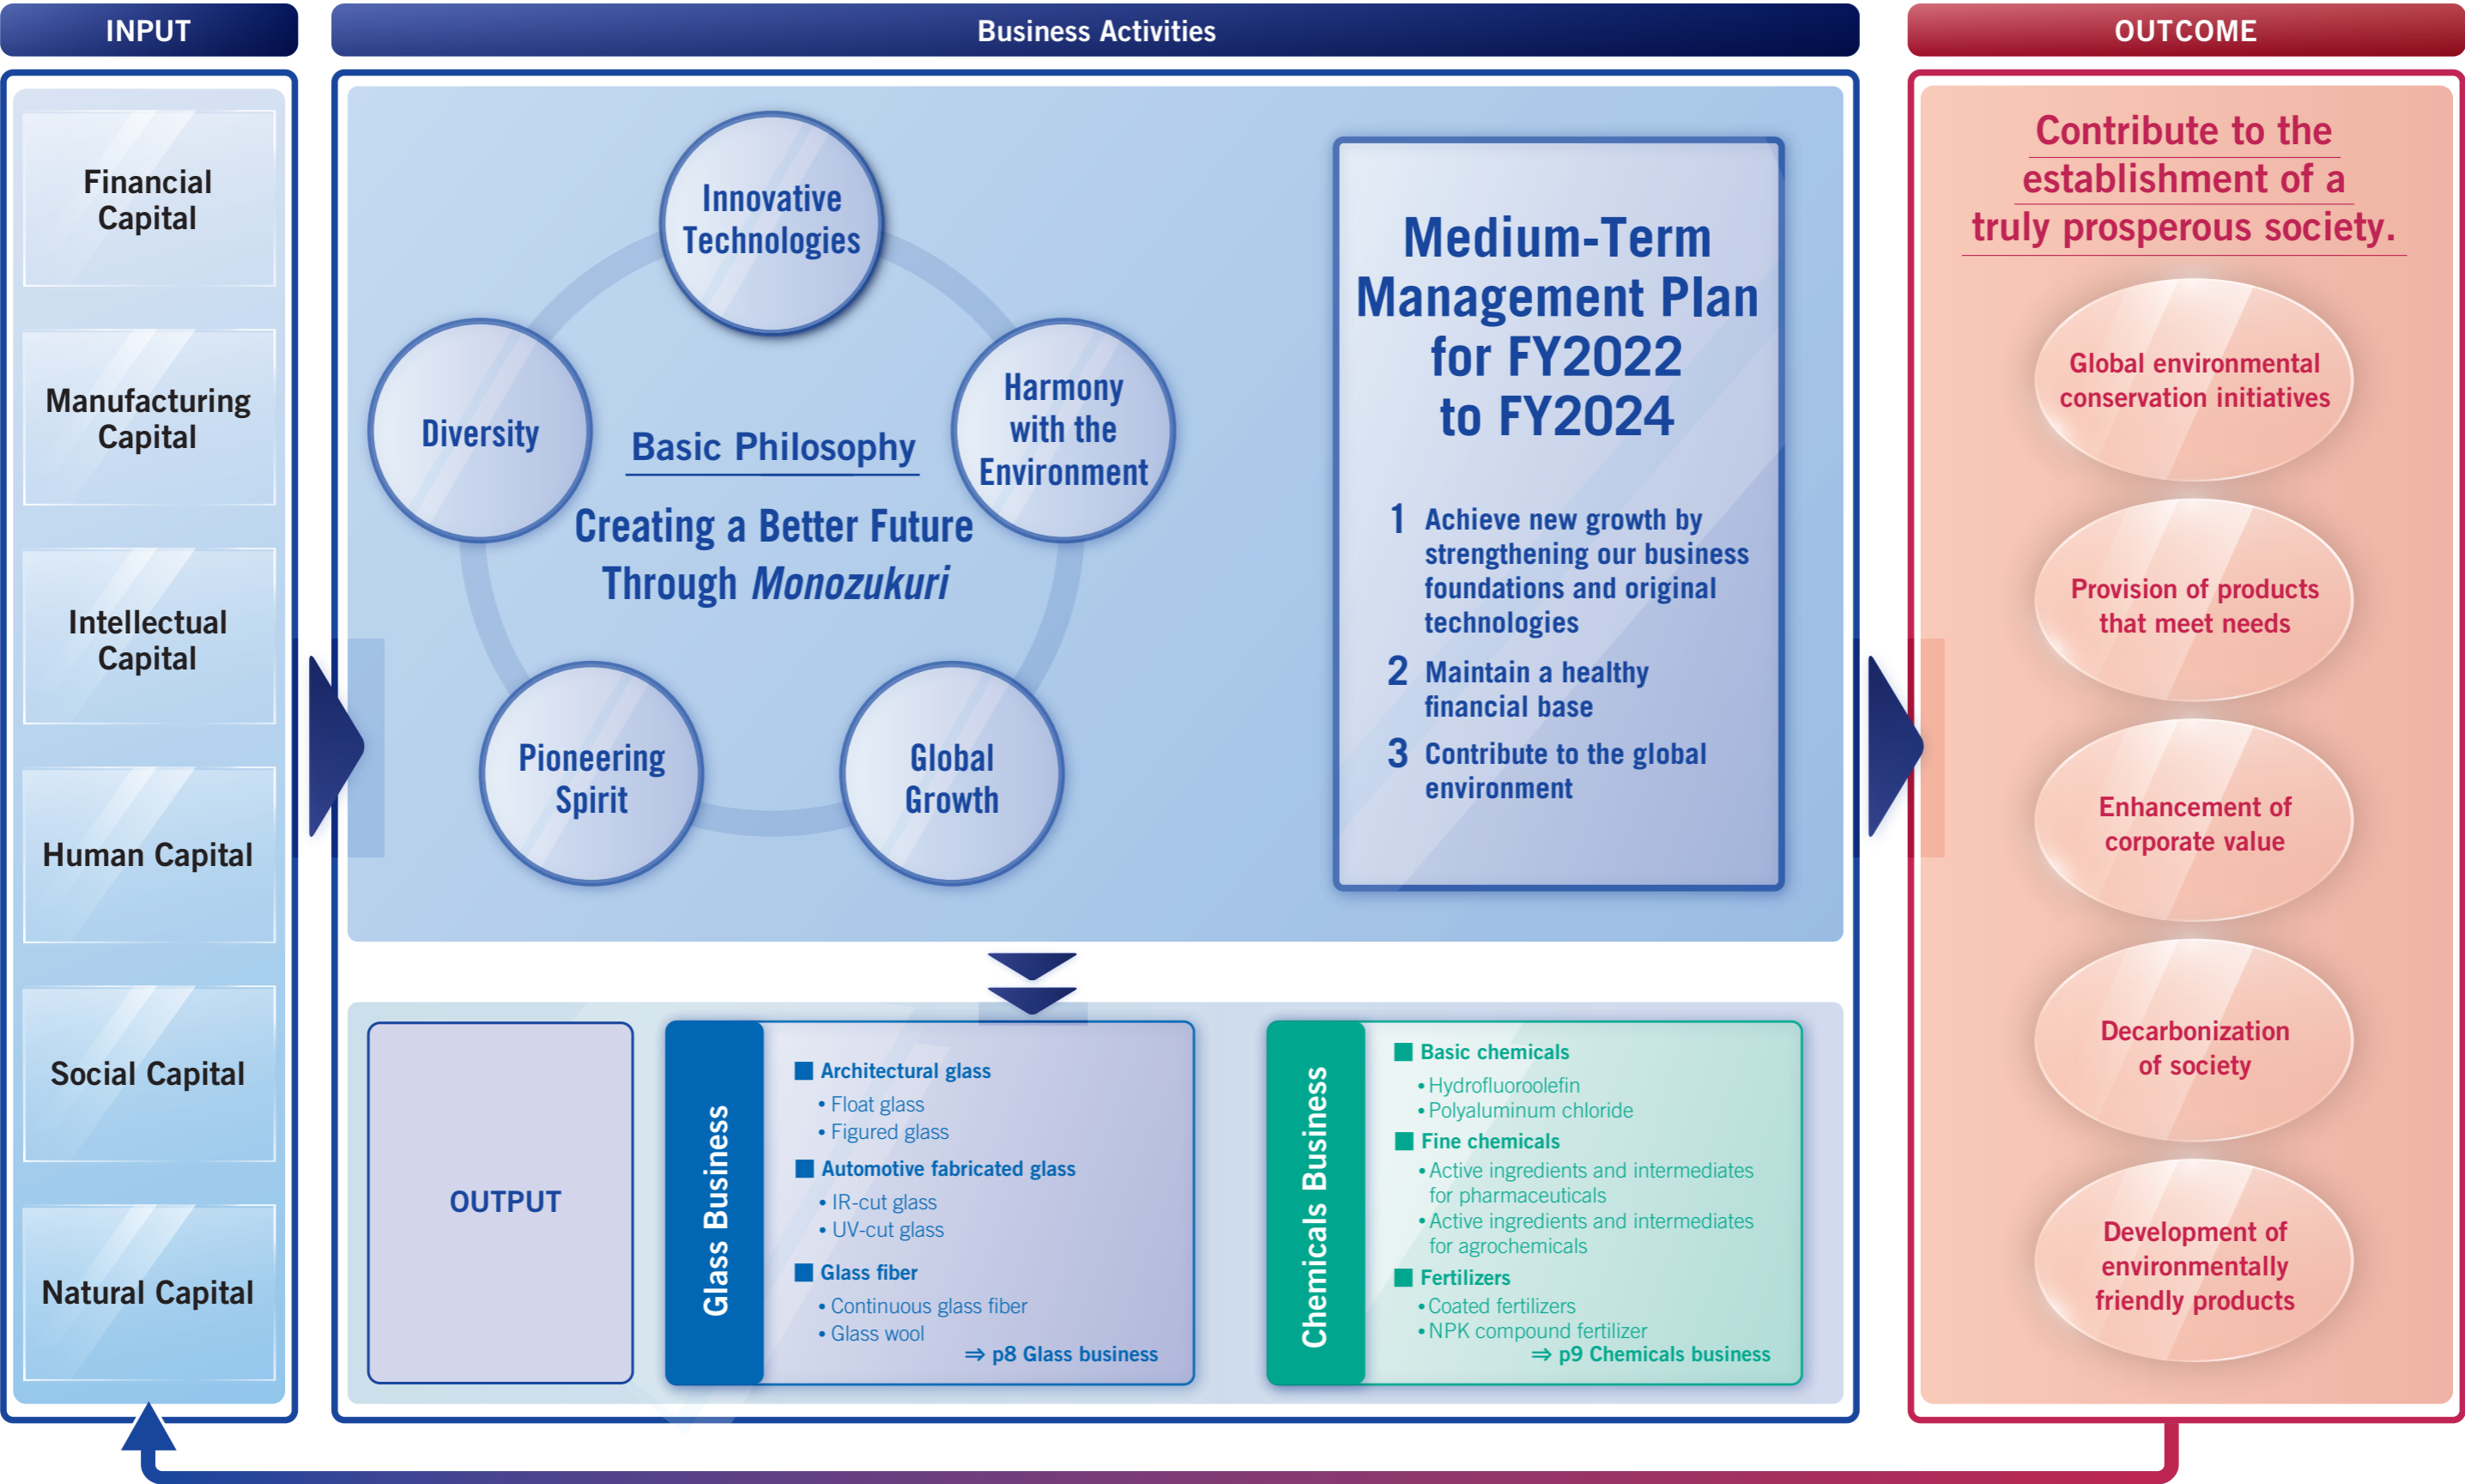 INPUT
Financial
Capital
Manufacturing
Capital
Intellectual
Capital
Human Capital
Social Capital
Natural Capital
Business Activities
Innovative
Technologies
Diversity
Harmony
with the
Environment
Basic Philosophy
Creating a Better Future
Through Monozukuri
Pioneering
Spirit
Global
Growth
Medium-Term
Management Plan
for FY2022
to FY2024
1 Achieve new growth by
strengthening our business
foundations and original
technologies
2 Maintain a healthy
financial base
3 Contribute to the global
environment
OUTPUT
Glass Business
■ Architectural glass
• Float glass
• Figured glass
■ Automotive fabricated glass
• IR-cut glass
• UV-cut glass
■ Glass fiber
• Continuous glass fiber
• Glass wool
⇒ p8 Glass business
Chemicals Business
■ Basic chemicals
• Hydrofluoroolefin
• Polyaluminum chloride
■ Fine chemicals
• Active ingredients and intermediates
for pharmaceuticals
• Active ingredients and intermediates
for agrochemicals
■ Fertilizers
• Coated fertilizers
• NPK compound fertilizer
⇒ p9 Chemicals business
OUTCOME
Contribute to the
establishment of a
truly prosperous society.
Global environmental
conservation initiatives
Provision of products
that meet needs
Enhancement of
corporate value
Decarbonization
of society
Development of
environmentally
friendly products